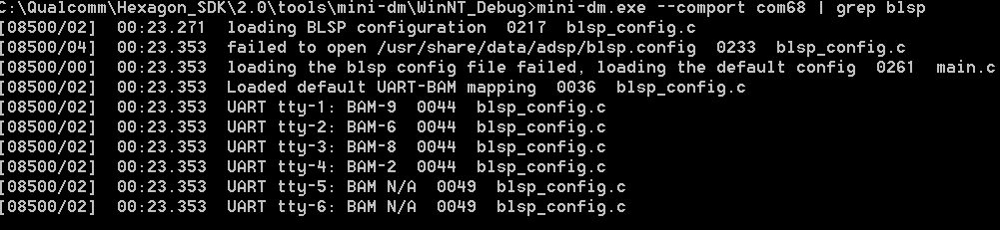 C:\Qualcomm\Hexagon_SDK\2.0\tools\mini-dm\WinNT_Debug>mini-dm.exe --comport com68 | grep blsp
[08500/02]  00:23.271  loading BLSP configuration  0217  blsp_config.c
[08500/04]  00:23.353  failed to open /usr/share/data/adsp/blsp.config  0233  blsp_config.c
[08500/00]  00:23.353  loading the blsp config file failed, loading the default config  0261  main.c
[08500/02]  00:23.353  Loaded default UART-BAM mapping  0036  blsp_config.c
[08500/02]  00:23.353  UART tty-1: BAM-9  0044  blsp_config.c
[08500/02]  00:23.353  UART tty-2: BAM-6  0044  blsp_config.c
[08500/02]  00:23.353  UART tty-3: BAM-8  0044  blsp_config.c
[08500/02]  00:23.353  UART tty-4: BAM-2  0044  blsp_config.c
[08500/02]  00:23.353  UART tty-5: BAM N/A  0049  blsp_config.c
[08500/02]  00:23.353  UART tty-6: BAM N/A  0049  blsp_config.c